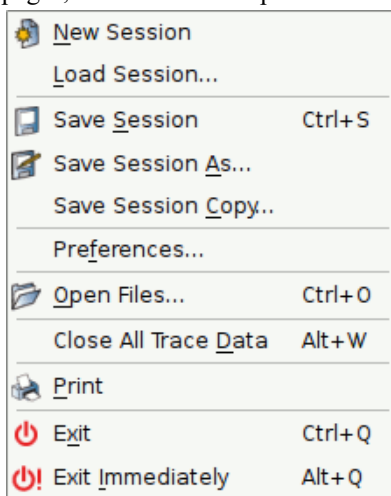 New Session
Load Session...
Save Session Ctrl+S
Save Session As...
Save Session Copy...
Preferences...
Open Files... Ctrl+O
Close All Trace Data Alt+W
Print
Exit Ctrl+Q
Exit Immediately Alt+Q